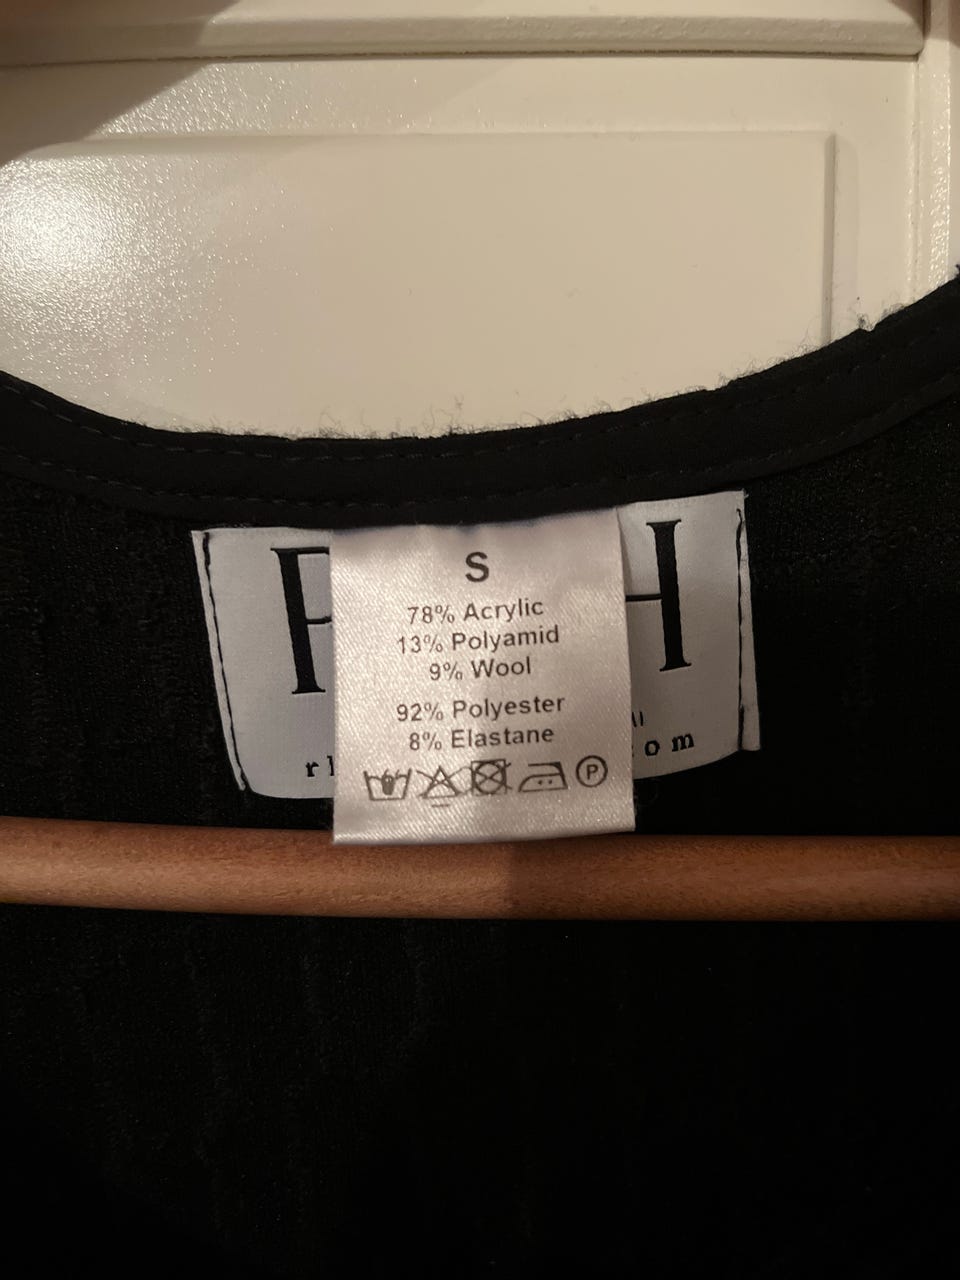 S
78% Acrylic
13% Polyamid
9% Wool
92% Polyester
8% Elastane
P